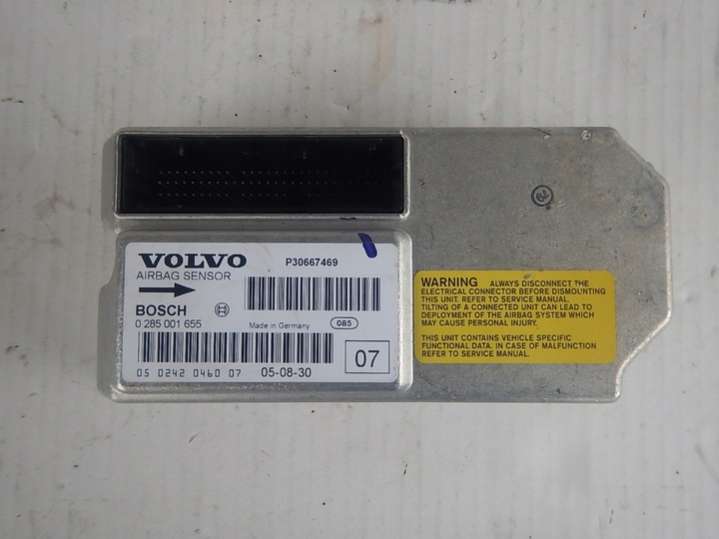 VOLVO P30667469
AIRBAG SENSOR
BOSCH
0 285 001 655 Made in Germany 085
07
05 0242 0460 07 05-08-30
WARNING ALWAYS DISCONNECT THE
ELECTRICAL CONNECTOR BEFORE DISMOUNTING
THIS UNIT. REFER TO SERVICE MANUAL.
TILTING OF A CONNECTED UNIT CAN LEAD TO
DEPLOYMENT OF THE AIRBAG SYSTEM WHICH
MAY CAUSE PERSONAL INJURY.
THIS UNIT CONTAINS VEHICLE SPECIFIC
FUNCTIONAL DATA. IN CASE OF MALFUNCTION
REFER TO SERVICE MANUAL.